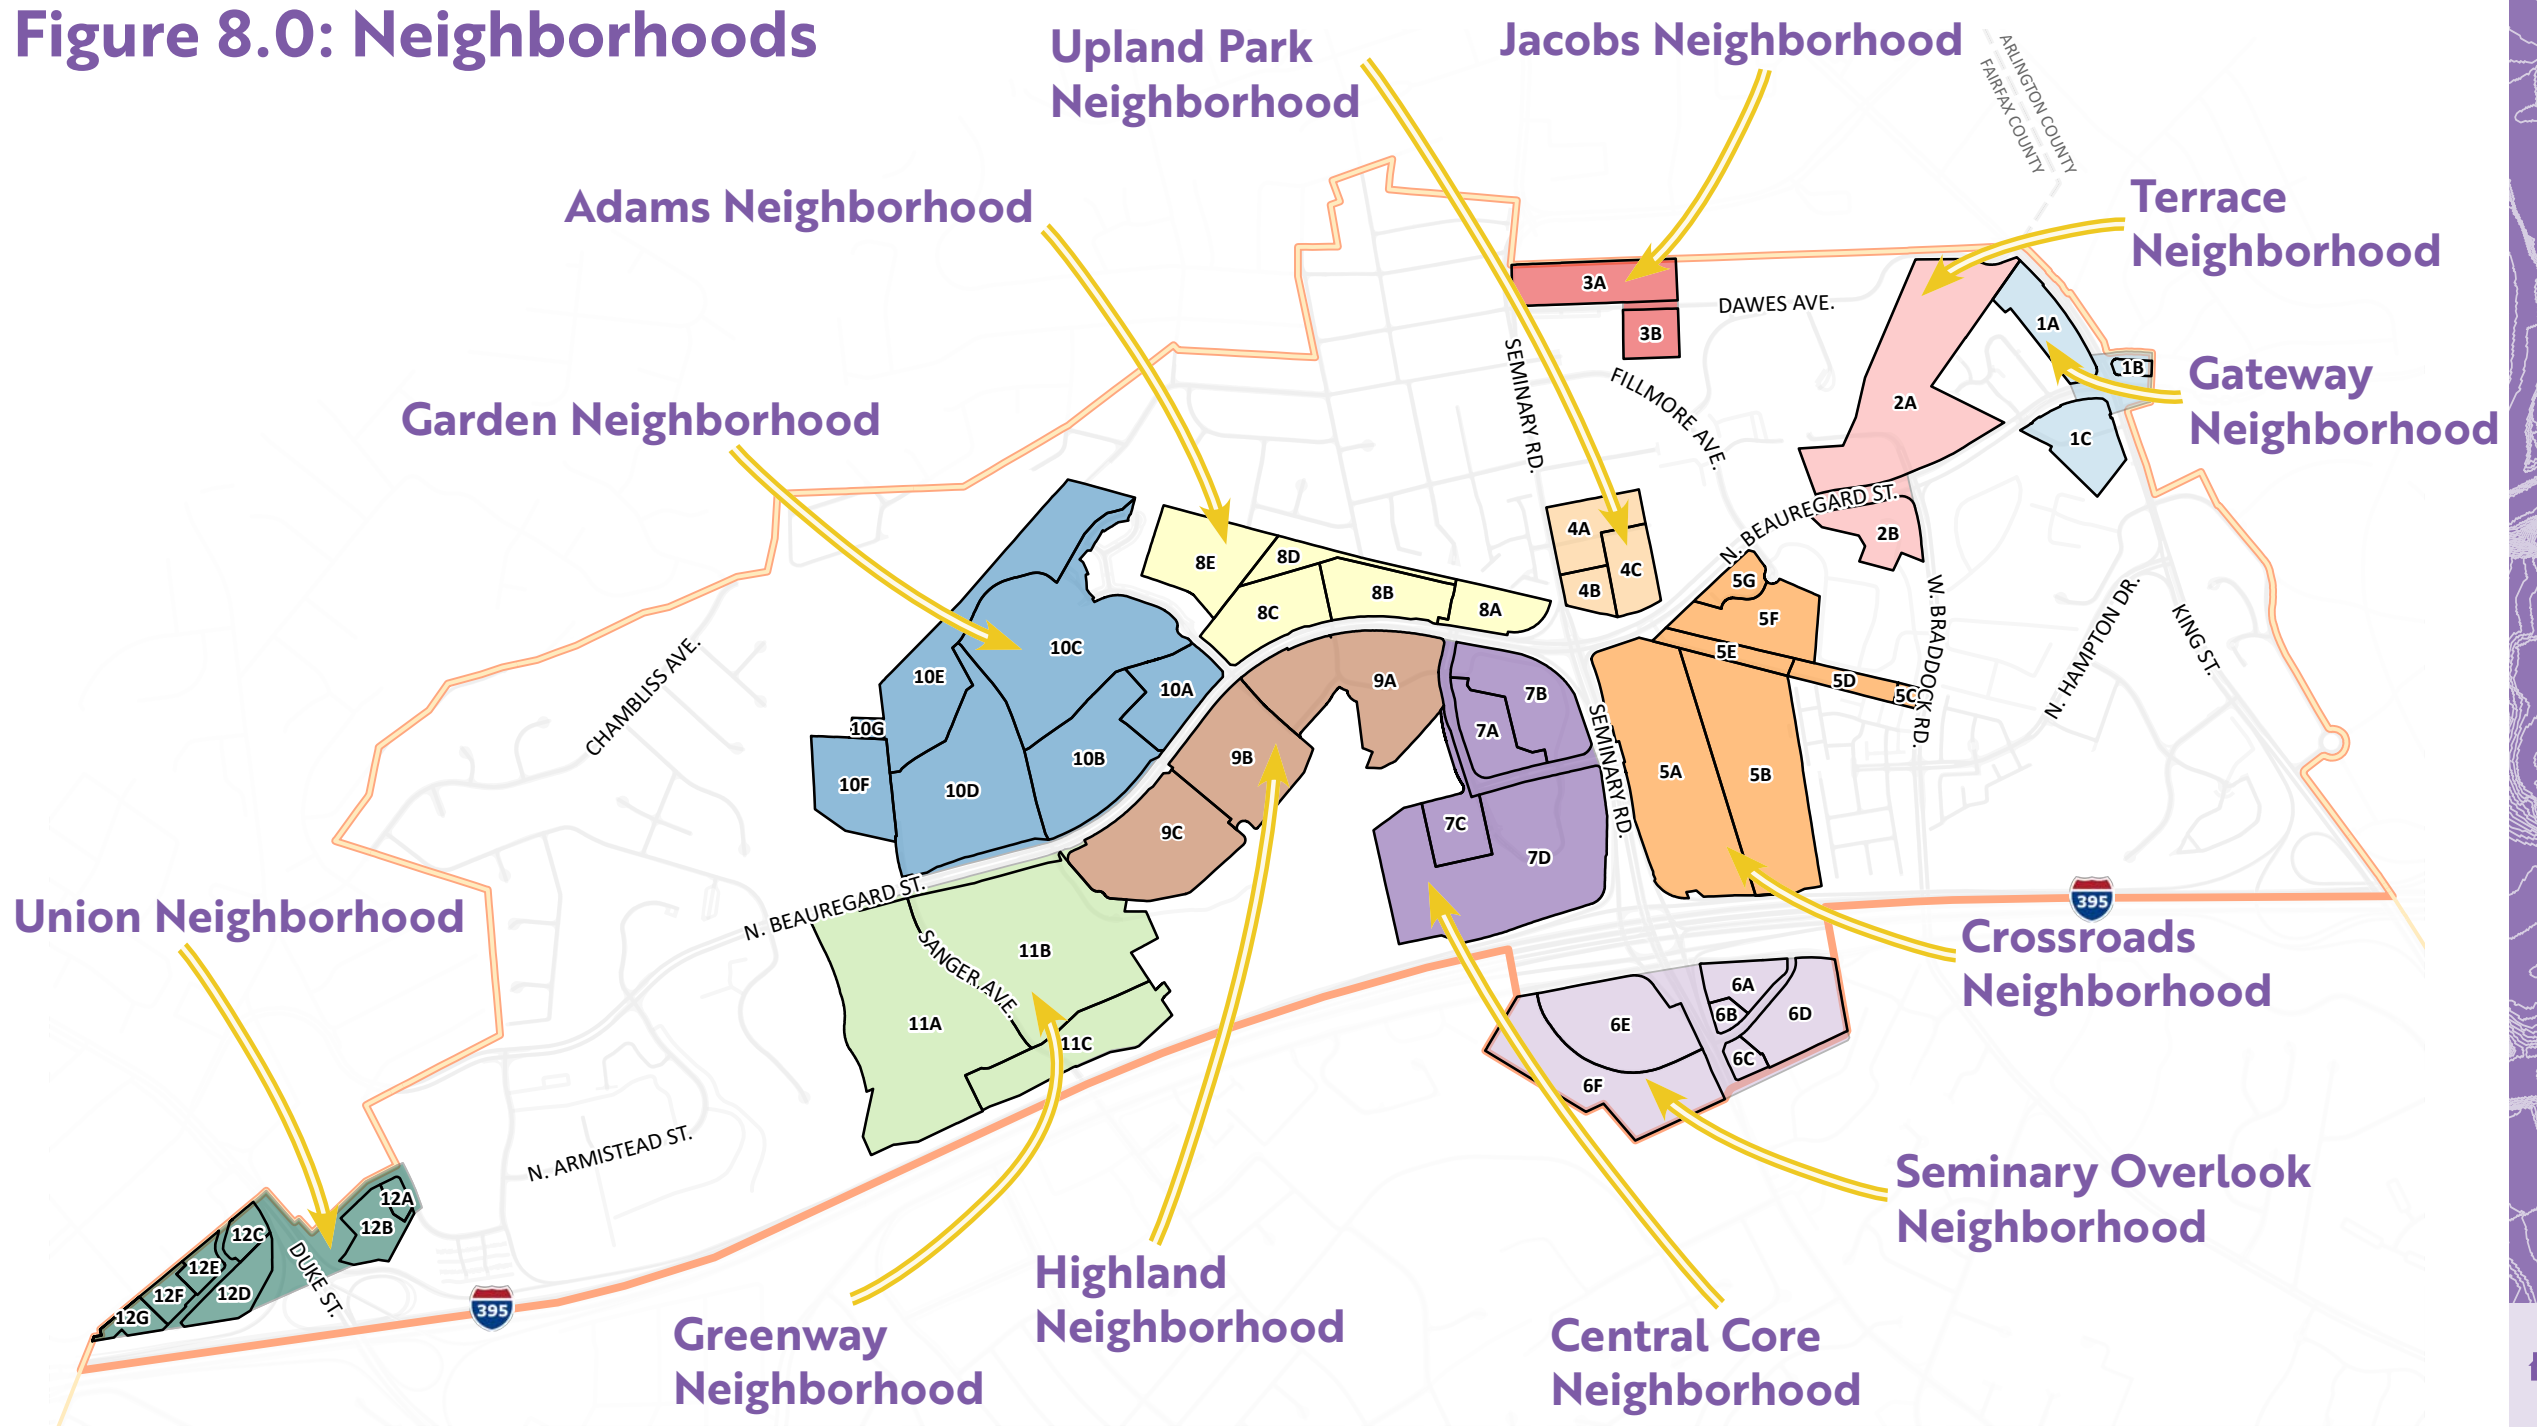 Figure 8.0: Neighborhoods
Upland Park
Neighborhood
Jacobs Neighborhood
ARLINGTON COUNTY
FAIRFAX COUNTY
Adams Neighborhood
Terrace
Neighborhood
Garden Neighborhood
Gateway
Neighborhood
3A
DAWES AVE.
3B
1A
1B
1C
2A
2B
SEMINARY RD.
FILLMORE AVE.
N. BEAUREGARD ST.
4A
4B
4C
8E
8D
8C
8B
8A
5G
5F
5E
5D
5C
5A
5B
W. BRADDOCK RD.
N. HAMPTON DR.
KING ST.
CHAMBLISS AVE.
10C
10E
10A
10G
10B
10F
10D
9A
9B
9C
7B
7A
7C
7D
SEMINARY RD.
Union Neighborhood
N. BEAUREGARD ST.
SANGER AVE.
11B
11A
11C
395
Crossroads
Neighborhood
6A
6B
6D
6E
6C
6F
N. ARMISTEAD ST.
Seminary Overlook
Neighborhood
12A
12B
12C
12E
12D
12F
12G
DUKE ST.
395
Highland
Neighborhood
Greenway
Neighborhood
Central Core
Neighborhood